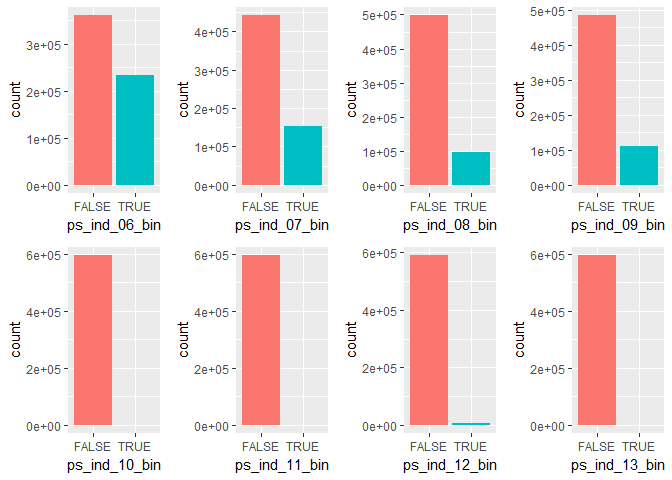 count
3e+05
2e+05
1e+05
0e+00
FALSE TRUE
ps_ind_06_bin
count
4e+05
3e+05
2e+05
1e+05
0e+00
FALSE TRUE
ps_ind_07_bin
count
5e+05
4e+05
3e+05
2e+05
1e+05
0e+00
FALSE TRUE
ps_ind_08_bin
count
5e+05
4e+05
3e+05
2e+05
1e+05
0e+00
FALSE TRUE
ps_ind_09_bin
count
6e+05
4e+05
2e+05
0e+00
FALSE TRUE
ps_ind_10_bin
count
6e+05
4e+05
2e+05
0e+00
FALSE TRUE
ps_ind_11_bin
count
6e+05
4e+05
2e+05
0e+00
FALSE TRUE
ps_ind_12_bin
count
6e+05
4e+05
2e+05
0e+00
FALSE TRUE
ps_ind_13_bin